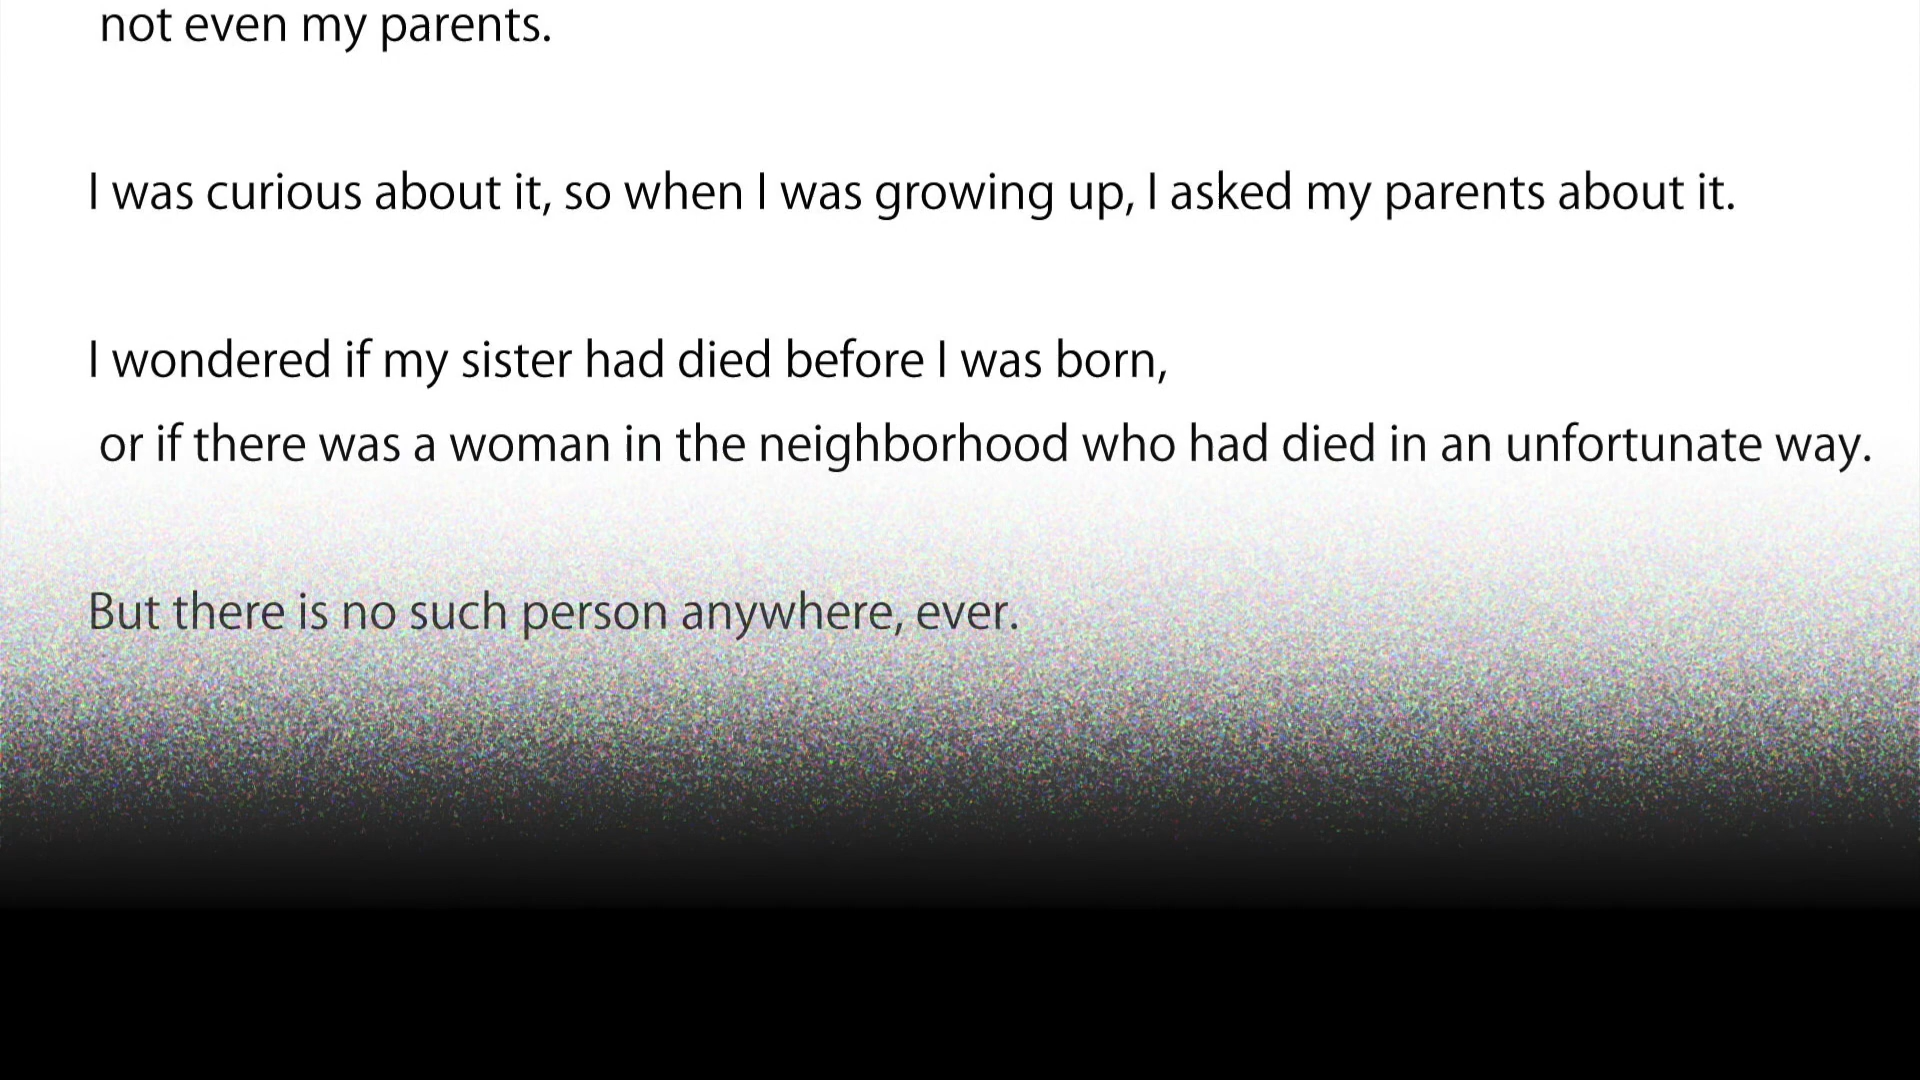 not even my parents.
I was curious about it, so when I was growing up, I asked my parents about it.
I wondered if my sister had died before I was born,
or if there was a woman in the neighborhood who had died in an unfortunate way.
But there is no such person anywhere, ever.